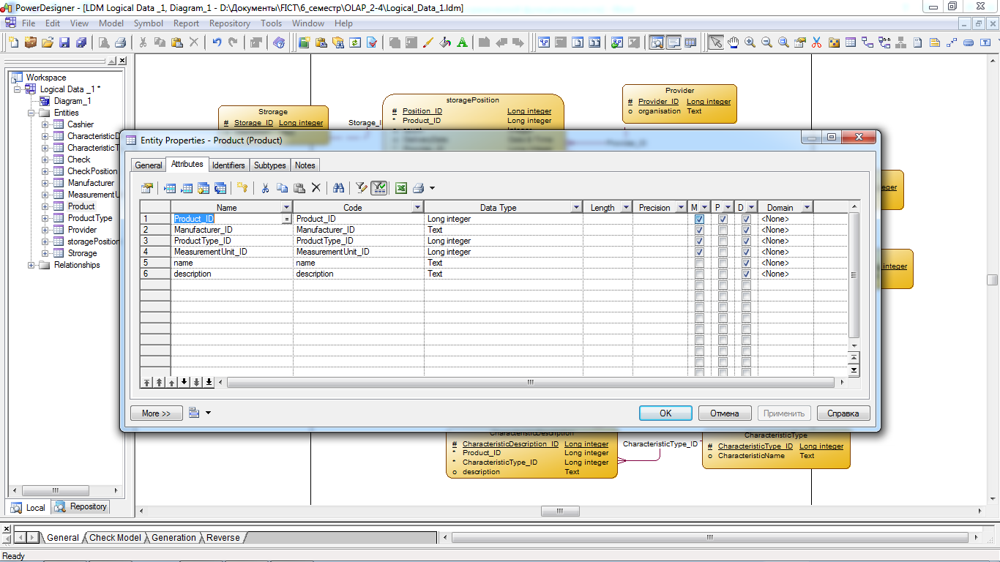 PowerDesigner - [LDM Logical Data _1, Diagram_1 - D:\Документы\FICT\6_семестр\OLAP_2-4\Logical_Data_1.ldm]
File Edit View Model Symbol Report Repository Tools Window Help
Workspace
Logical Data _1 *
Diagram_1
Entities
Cashier
CharacteristicD
CharacteristicT
Check
CheckPosition
Manufacturer
MeasurementU
Product
ProductType
Provider
storagePosition
Strorage
Relationships
Local Repository
Strorage
# Storage_ID Long integer
Storage_I
storagePosition
# Position_ID Long integer
* Product_ID Long integer
Provider
# Provider_ID Long integer
o organisation Text
Entity Properties - Product (Product)
General Attributes Identifiers Subtypes Notes
Name Code Data Type Length Precision M P D Domain
1 Product_ID = Product_ID Long integer <None>
2 Manufacturer_ID Manufacturer_ID Text <None>
3 ProductType_ID ProductType_ID Long integer <None>
4 MeasurementUnit_ID MeasurementUnit_ID Long integer <None>
5 name name Text <None>
6 description description Text <None>
More >> OK Отмена Применить Справка
teger
integer
CharacteristicDescription
# CharacteristicDescription_ID Long integer
* Product_ID Long integer
* CharacteristicType_ID Long integer
o description Text
CharacteristicType_ID
CharacteristicType
# CharacteristicType_ID Long integer
o CharacteristicName Text
General Check Model Generation Reverse
Ready